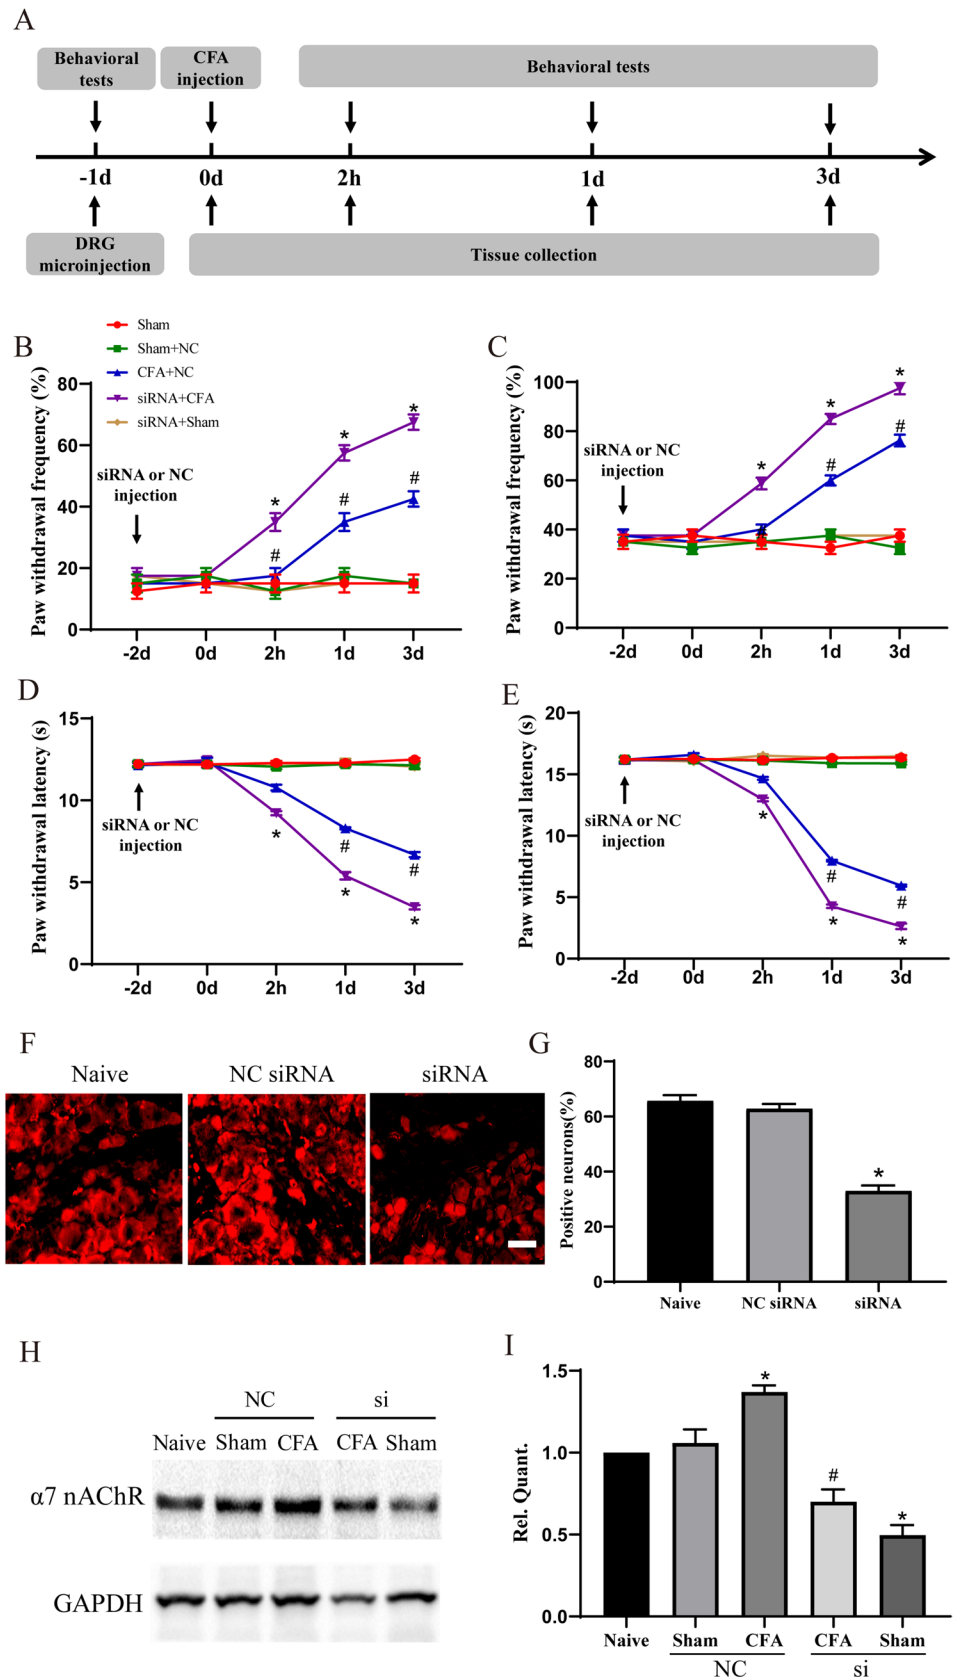 A
Behavioral
tests
CFA
injection
Behavioral tests
-1d
0d
2h
1d
3d
DRG
microinjection
Tissue collection
Sham
Sham+NC
CFA+NC
siRNA+CFA
siRNA+Sham
B
Paw withdrawal frequency (%)
80
60
40
20
0
siRNA or NC
injection
*
*
*
#
#
#
-2d
0d
2h
1d
3d
C
Paw withdrawal frequency (%)
100
80
60
40
20
0
siRNA or NC
injection
*
*
*
#
#
#
-2d
0d
2h
1d
3d
D
Paw withdrawal latency (s)
15
10
5
0
siRNA or NC
injection
*
#
*
#
*
-2d
0d
2h
1d
3d
E
Paw withdrawal latency (s)
20
15
10
5
0
siRNA or NC
injection
*
#
*
#
*
-2d
0d
2h
1d
3d
F
Naive
NC siRNA
siRNA
G
Positive neurons(%)
80
60
40
20
0
*
Naive
NC siRNA
siRNA
H
NC
si
Naive
Sham
CFA
CFA
Sham
α7 nAChR
GAPDH
I
Rel. Quant.
1.5
1.0
0.5
0.0
*
#
*
Naive
Sham
CFA
CFA
Sham
NC
si